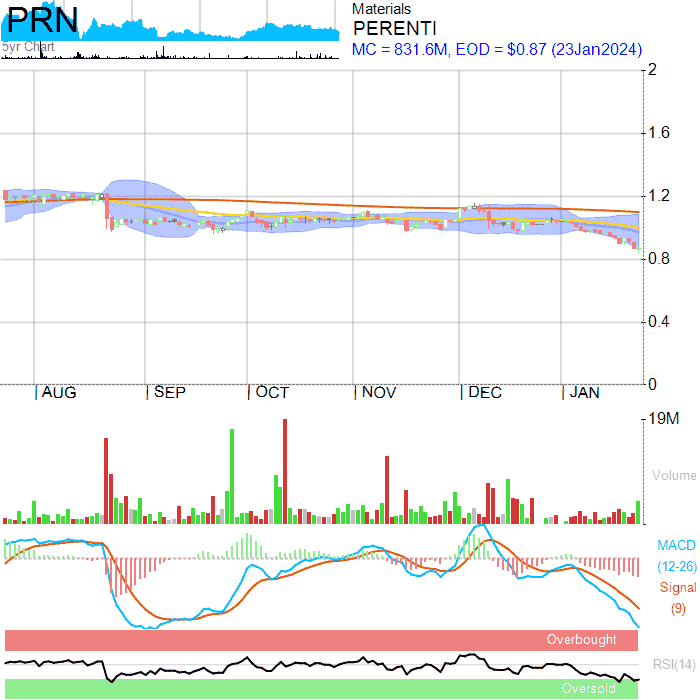 PRN
5yr Chart
Materials
PERENTI
MC = 831.6M, EOD = $0.87 (23Jan2024)
2
1.6
1.2
0.8
0.4
0
AUG SEP OCT NOV DEC JAN
19M
Volume
MACD
(12-26)
Signal
(9)
Overbought
RSI(14)
Oversold